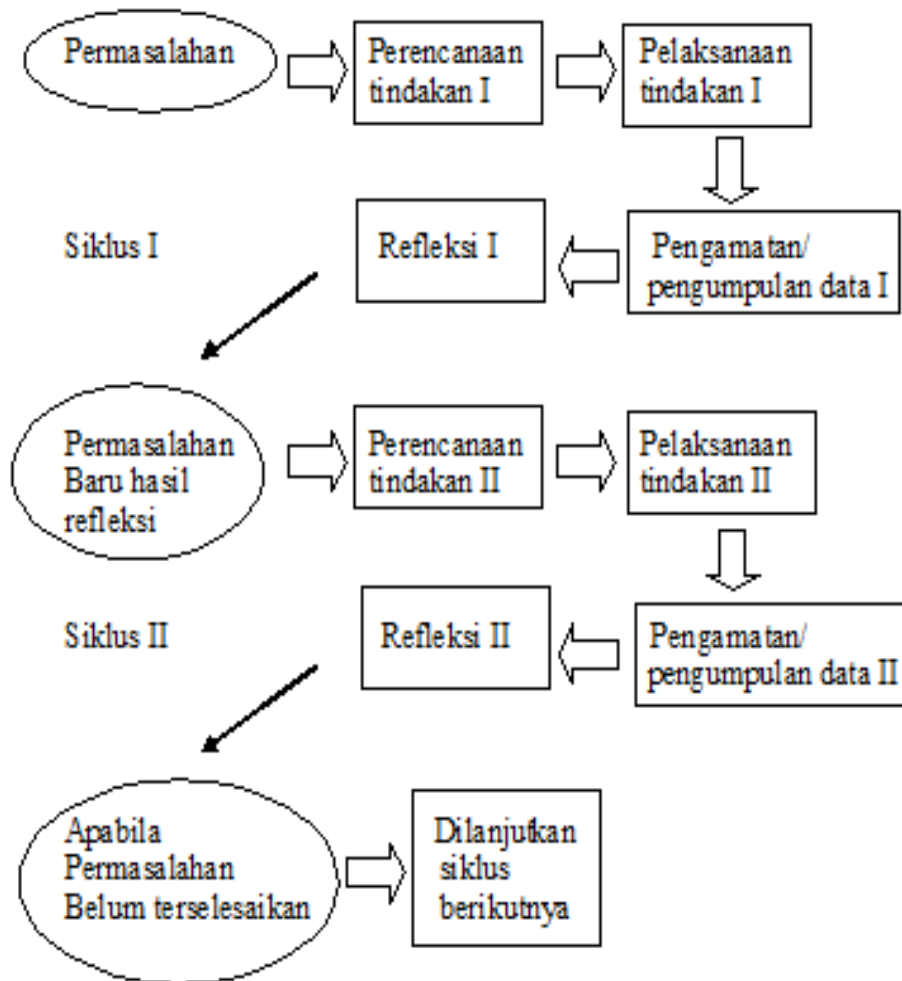 Permasalahan
Perencanaan
tindakan I
Pelaksanaan
tindakan I
Siklus I
Refleksi I
Pengamatan/
pengumpulan data I
Permasalahan
Baru hasil
refleksi
Perencanaan
tindakan II
Pelaksanaan
tindakan II
Siklus II
Refleksi II
Pengamatan/
pengumpulan data II
Apabila
Permasalahan
Belum terselesaikan
Dilanjutkan
siklus
berikutnya